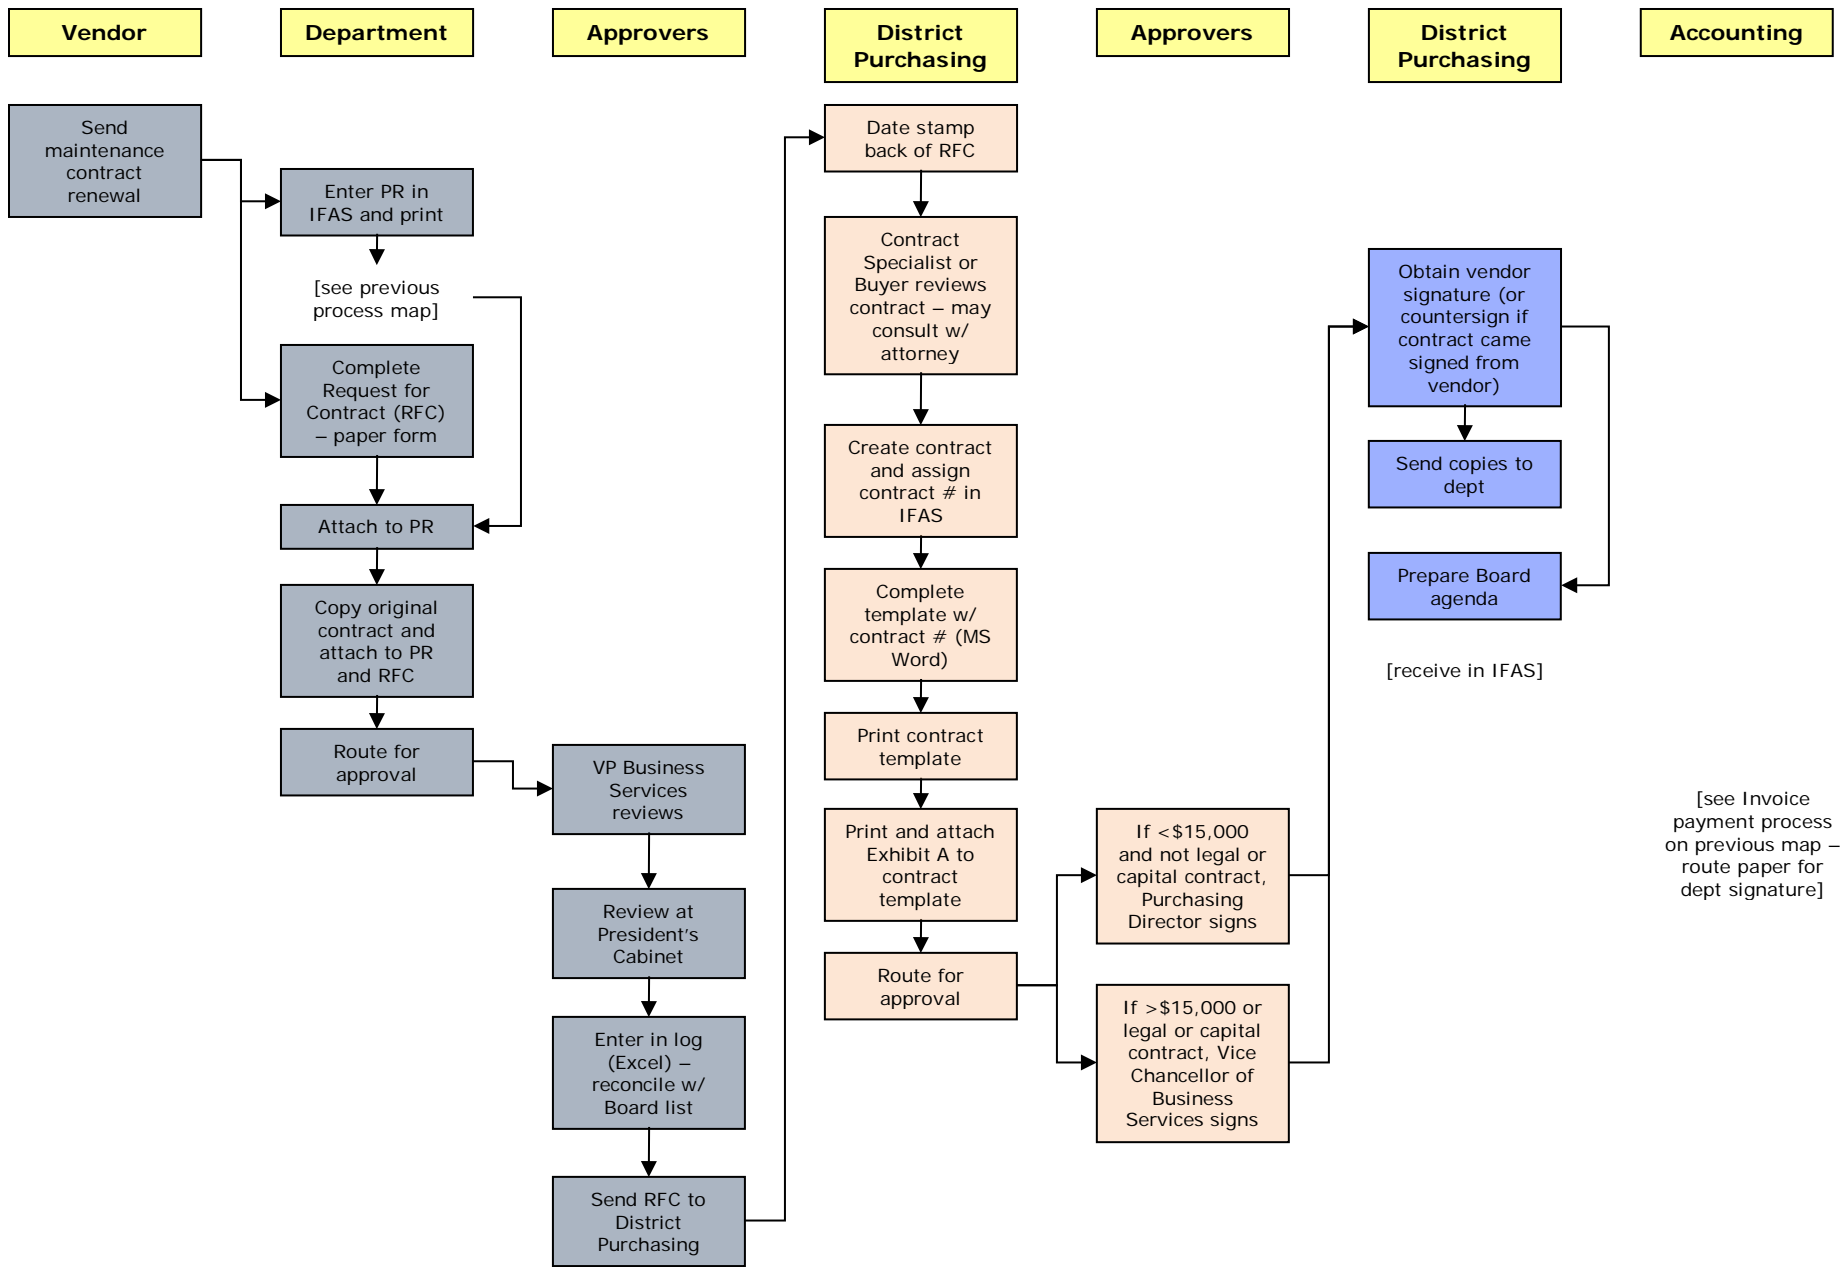 Vendor
Department
Approvers
District
Purchasing
Approvers
District
Purchasing
Accounting
Send
maintenance
contract
renewal
Enter PR in
IFAS and print
[see previous
process map]
Complete
Request for
Contract (RFC)
– paper form
Attach to PR
Copy original
contract and
attach to PR
and RFC
Route for
approval
VP Business
Services
reviews
Review at
President’s
Cabinet
Enter in log
(Excel) –
reconcile w/
Board list
Send RFC to
District
Purchasing
Date stamp
back of RFC
Contract
Specialist or
Buyer reviews
contract – may
consult w/
attorney
Create contract
and assign
contract # in
IFAS
Complete
template w/
contract # (MS
Word)
Print contract
template
Print and attach
Exhibit A to
contract
template
Route for
approval
If <$15,000
and not legal or
capital contract,
Purchasing
Director signs
If >$15,000 or
legal or capital
contract, Vice
Chancellor of
Business
Services signs
Obtain vendor
signature (or
countersign if
contract came
signed from
vendor)
Send copies to
dept
Prepare Board
agenda
[receive in IFAS]
[see Invoice
payment process
on previous map –
route paper for
dept signature]